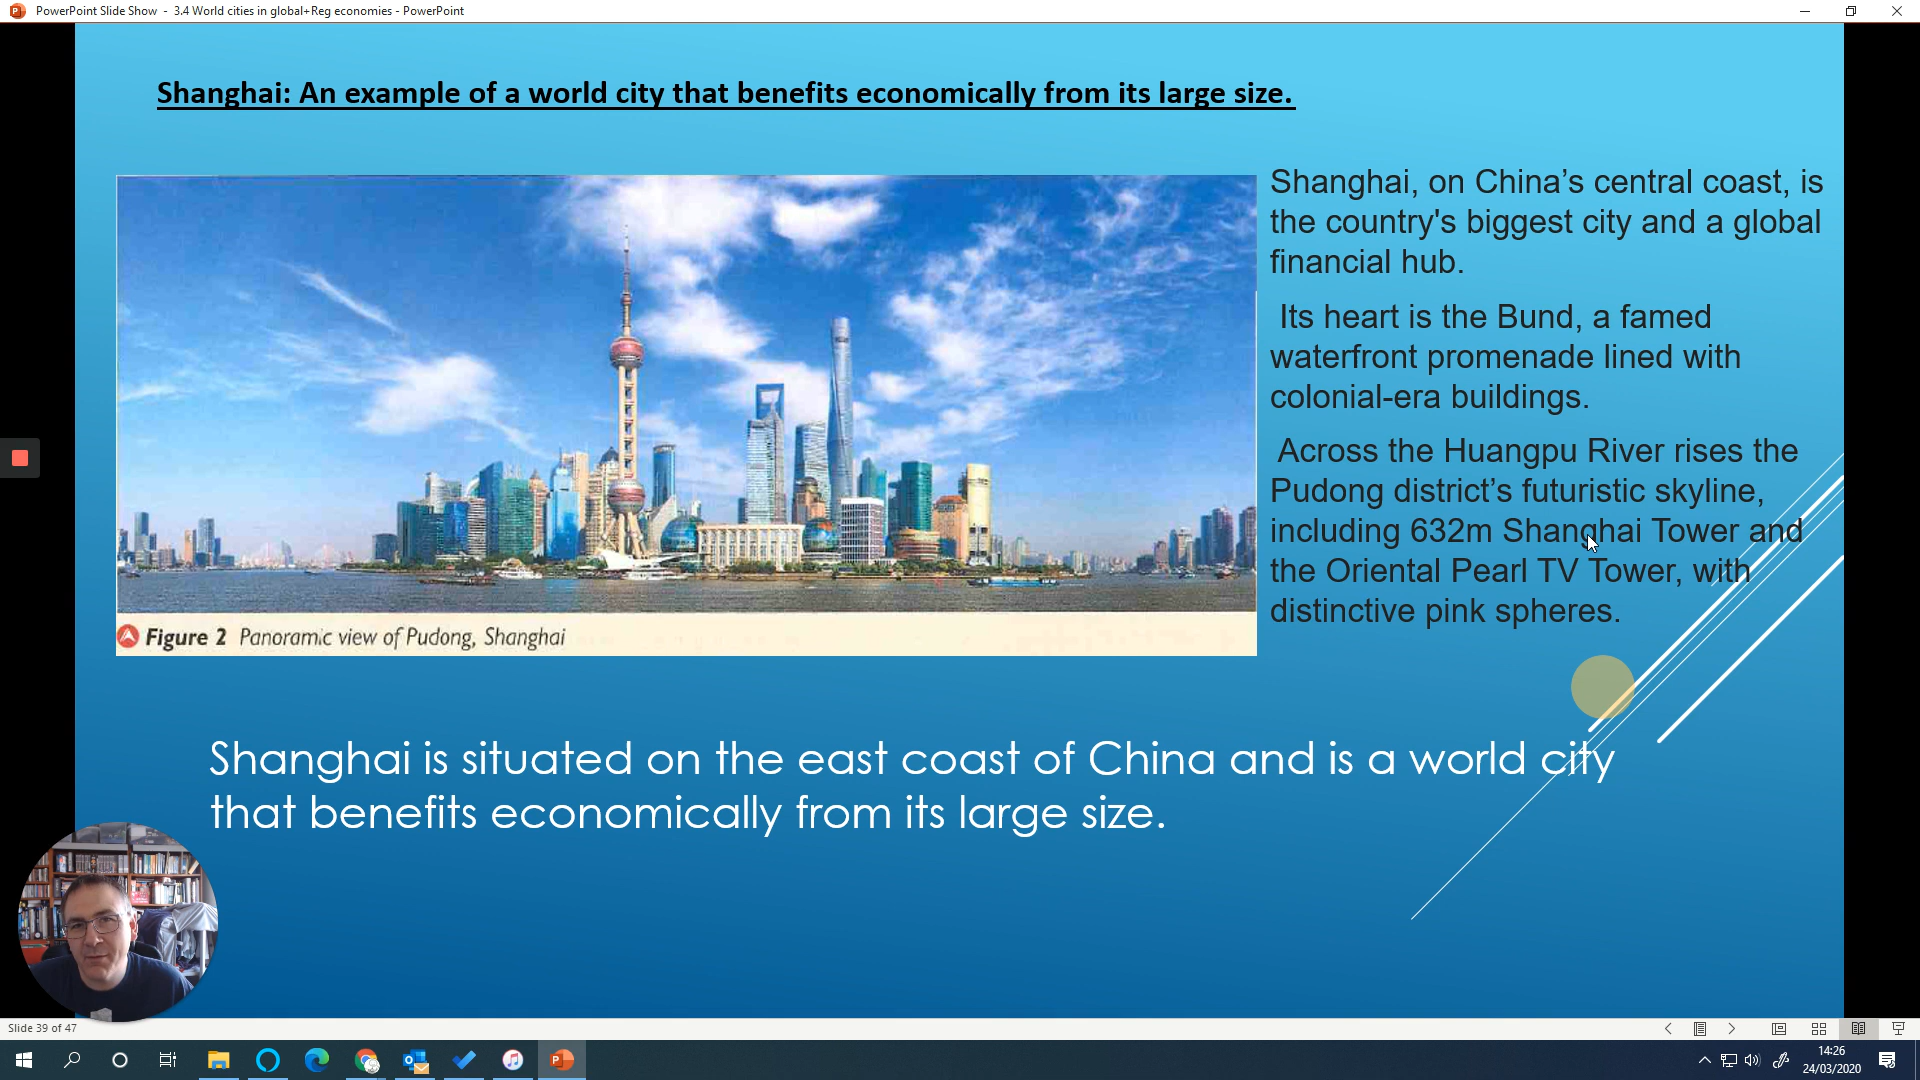 PowerPoint Slide Show - 3.4 World cities in global+Reg economies - PowerPoint
Shanghai: An example of a world city that benefits economically from its large size.
Shanghai, on China’s central coast, is
the country's biggest city and a global
financial hub.
Its heart is the Bund, a famed
waterfront promenade lined with
colonial-era buildings.
Across the Huangpu River rises the
Pudong district’s futuristic skyline,
including 632m Shanghai Tower and
the Oriental Pearl TV Tower, with
distinctive pink spheres.
Figure 2 Panoramic view of Pudong, Shanghai
Shanghai is situated on the east coast of China and is a world city
that benefits economically from its large size.
Slide 39 of 47
14:26
24/03/2020